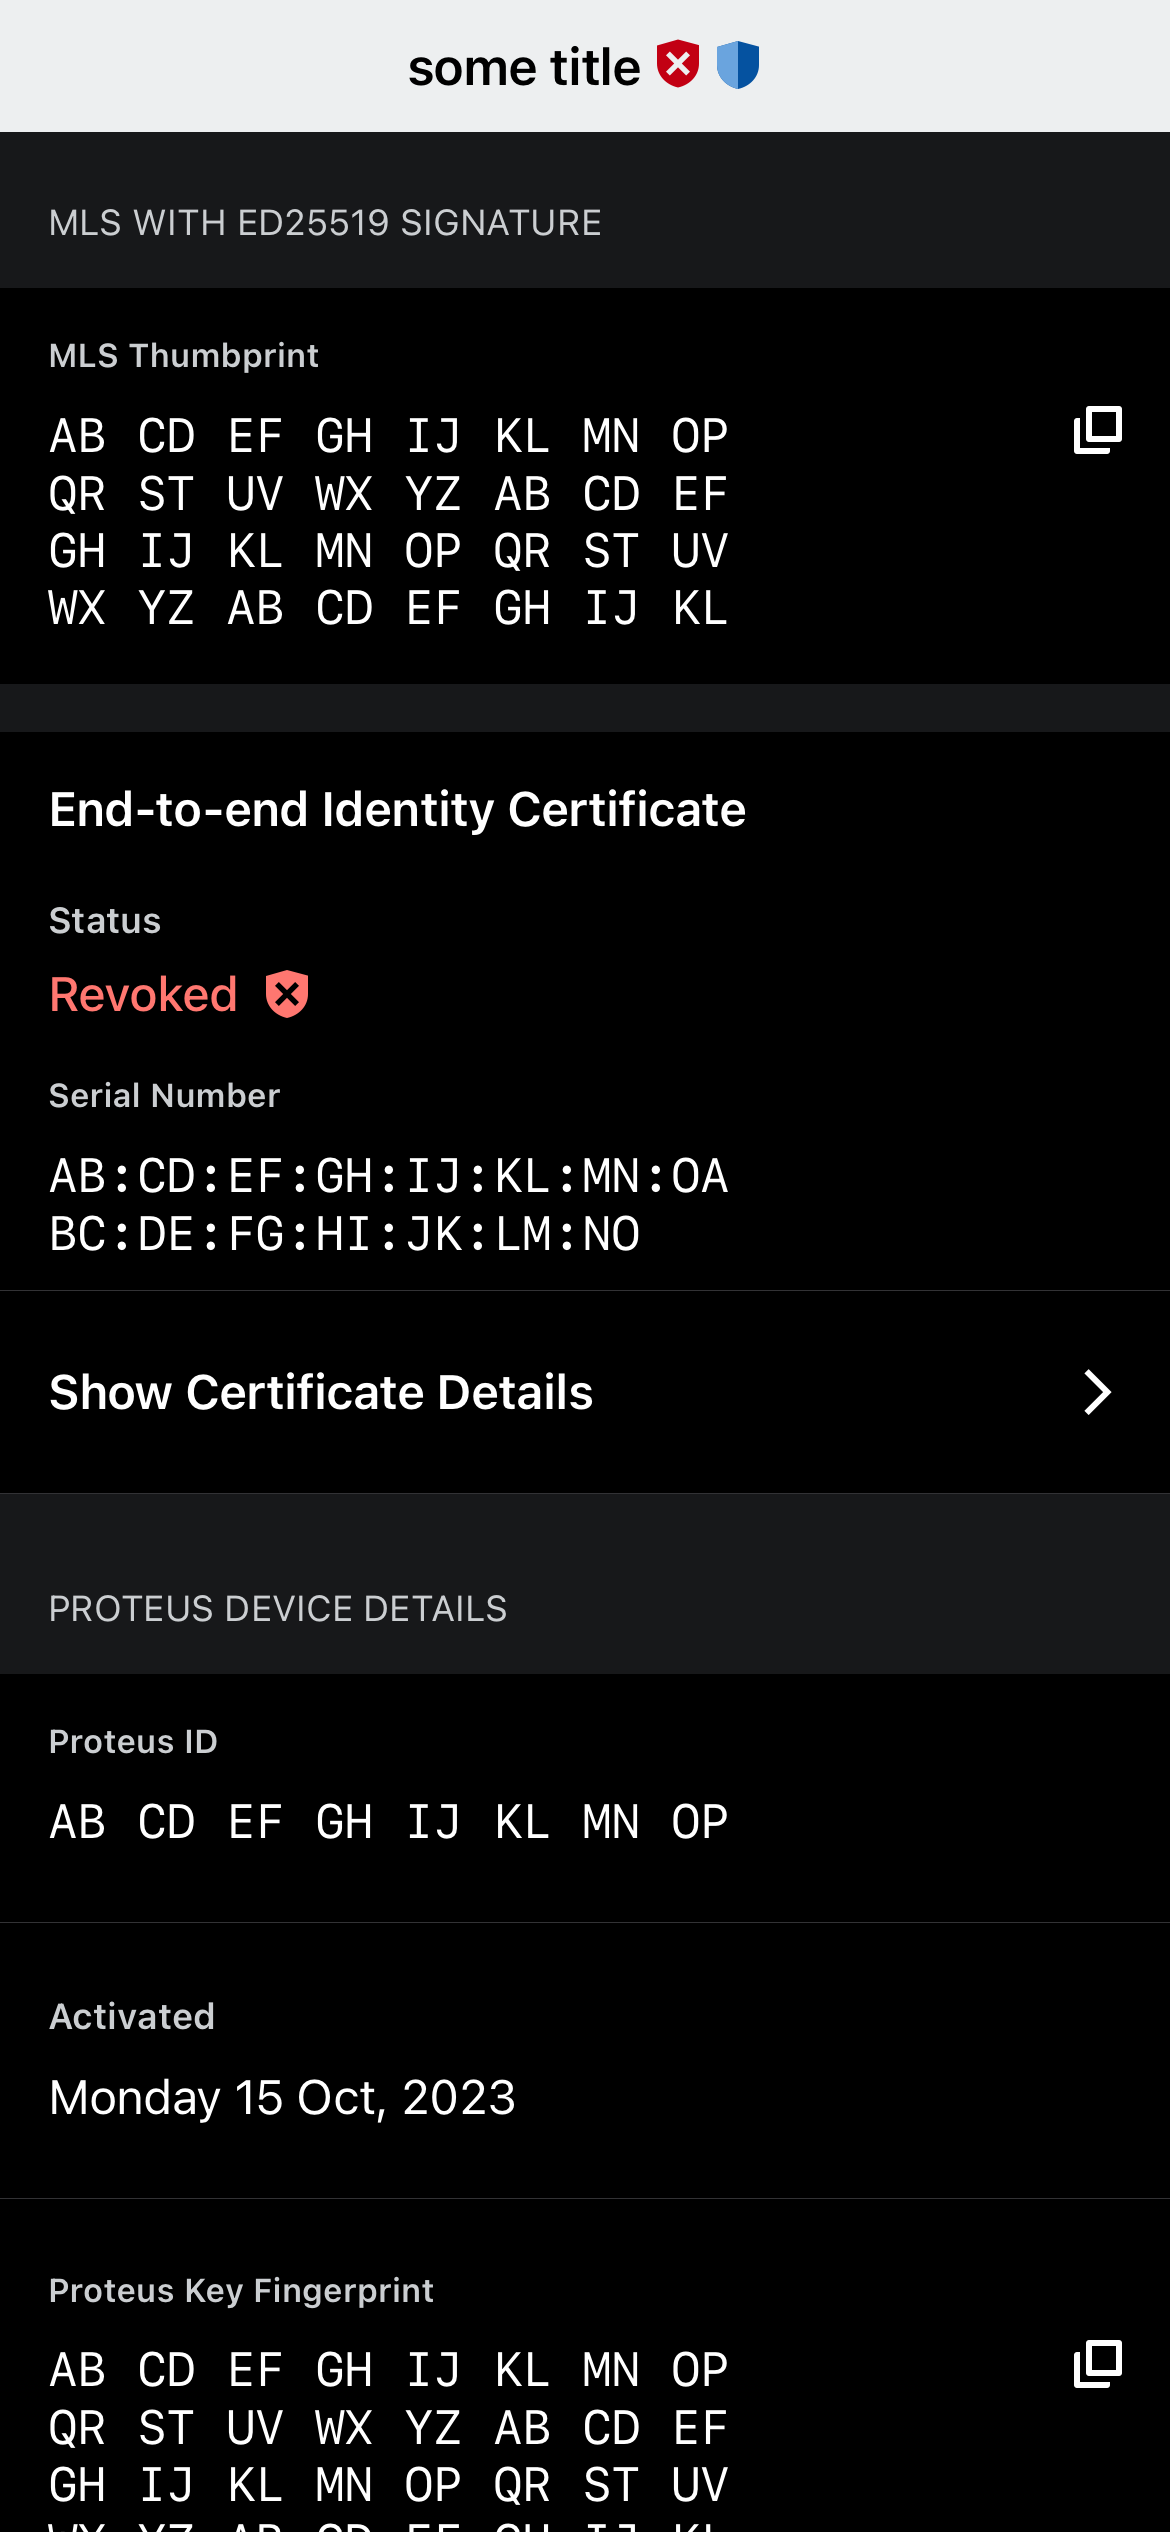 some title
MLS WITH ED25519 SIGNATURE
MLS Thumbprint
AB CD EF GH IJ KL MN OP
QR ST UV WX YZ AB CD EF
GH IJ KL MN OP QR ST UV
WX YZ AB CD EF GH IJ KL
End-to-end Identity Certificate
Status
Revoked
Serial Number
AB:CD:EF:GH:IJ:KL:MN:OA
BC:DE:FG:HI:JK:LM:NO
Show Certificate Details
PROTEUS DEVICE DETAILS
Proteus ID
AB CD EF GH IJ KL MN OP
Activated
Monday 15 Oct, 2023
Proteus Key Fingerprint
AB CD EF GH IJ KL MN OP
QR ST UV WX YZ AB CD EF
GH IJ KL MN OP QR ST UV